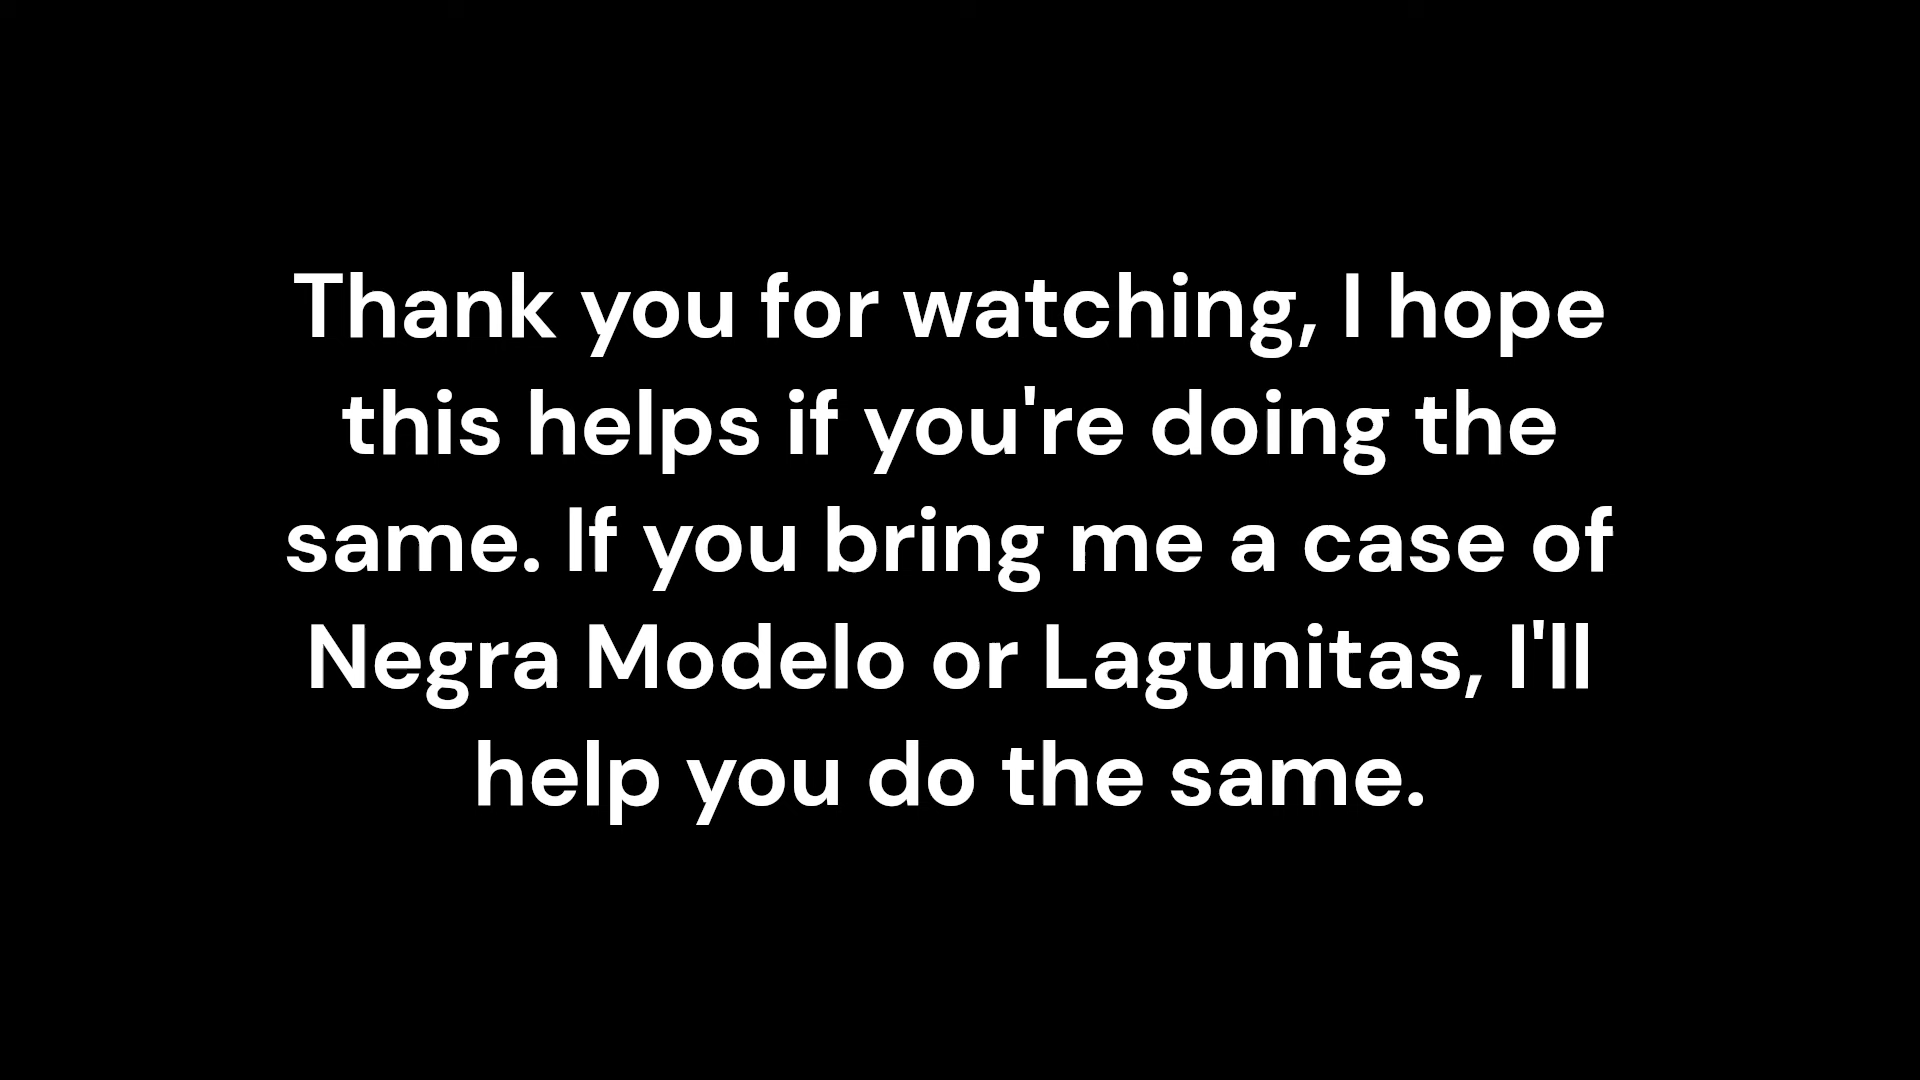 Thank you for watching, I hope
this helps if you're doing the
same. If you bring me a case of
Negra Modelo or Lagunitas, I'll
help you do the same.